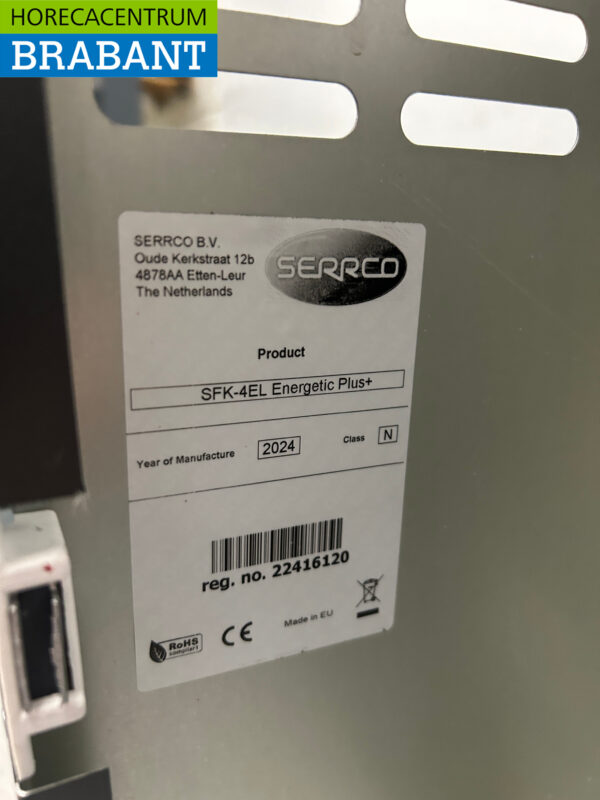 HORECACENTRUM
BRABANT
SERRCO B.V.
Oude Kerkstraat 12b
4878AA Etten-Leur
The Netherlands
SERRCO
Product
SFK-4EL Energetic Plus+
Year of Manufacture 2024 Class N
reg. no. 22416120
RoHS
compliant
CE
Made in EU